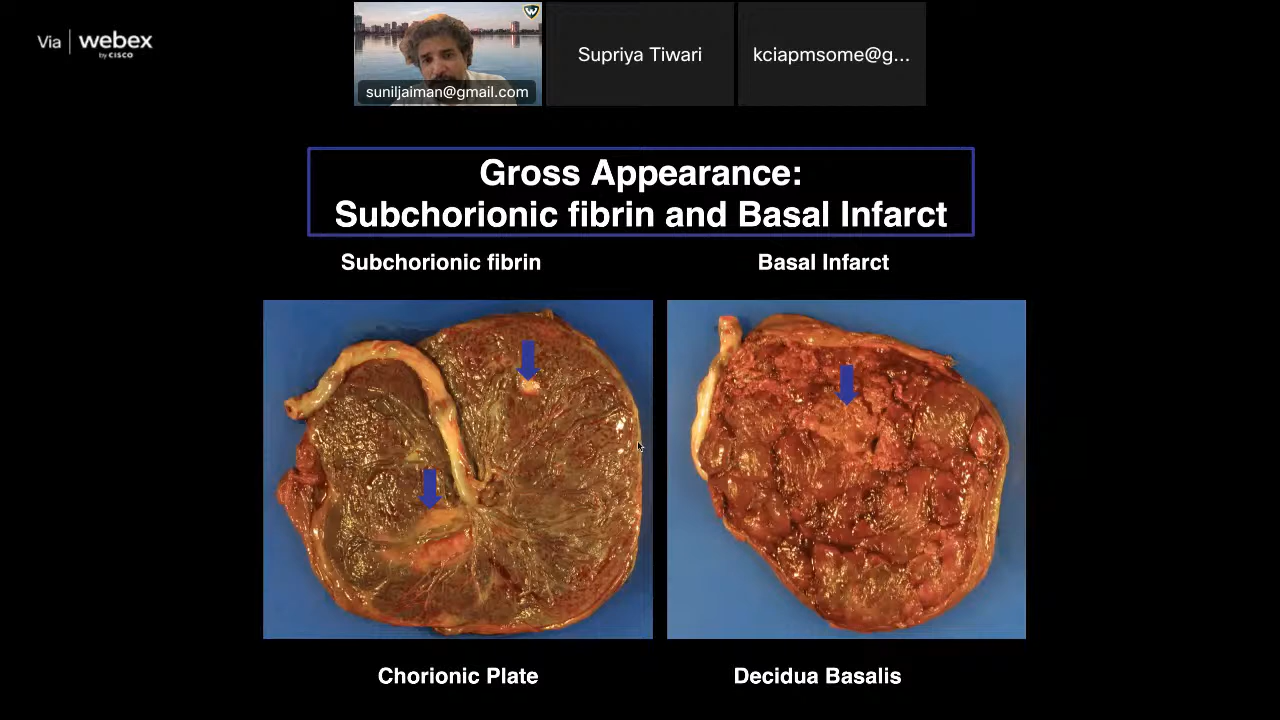 Via | webex
by CISCO
W
suniljaiman@gmail.com
Supriya Tiwari
kciapmsome@g...
Gross Appearance:
Subchorionic fibrin and Basal Infarct
Subchorionic fibrin
Basal Infarct
Chorionic Plate
Decidua Basalis